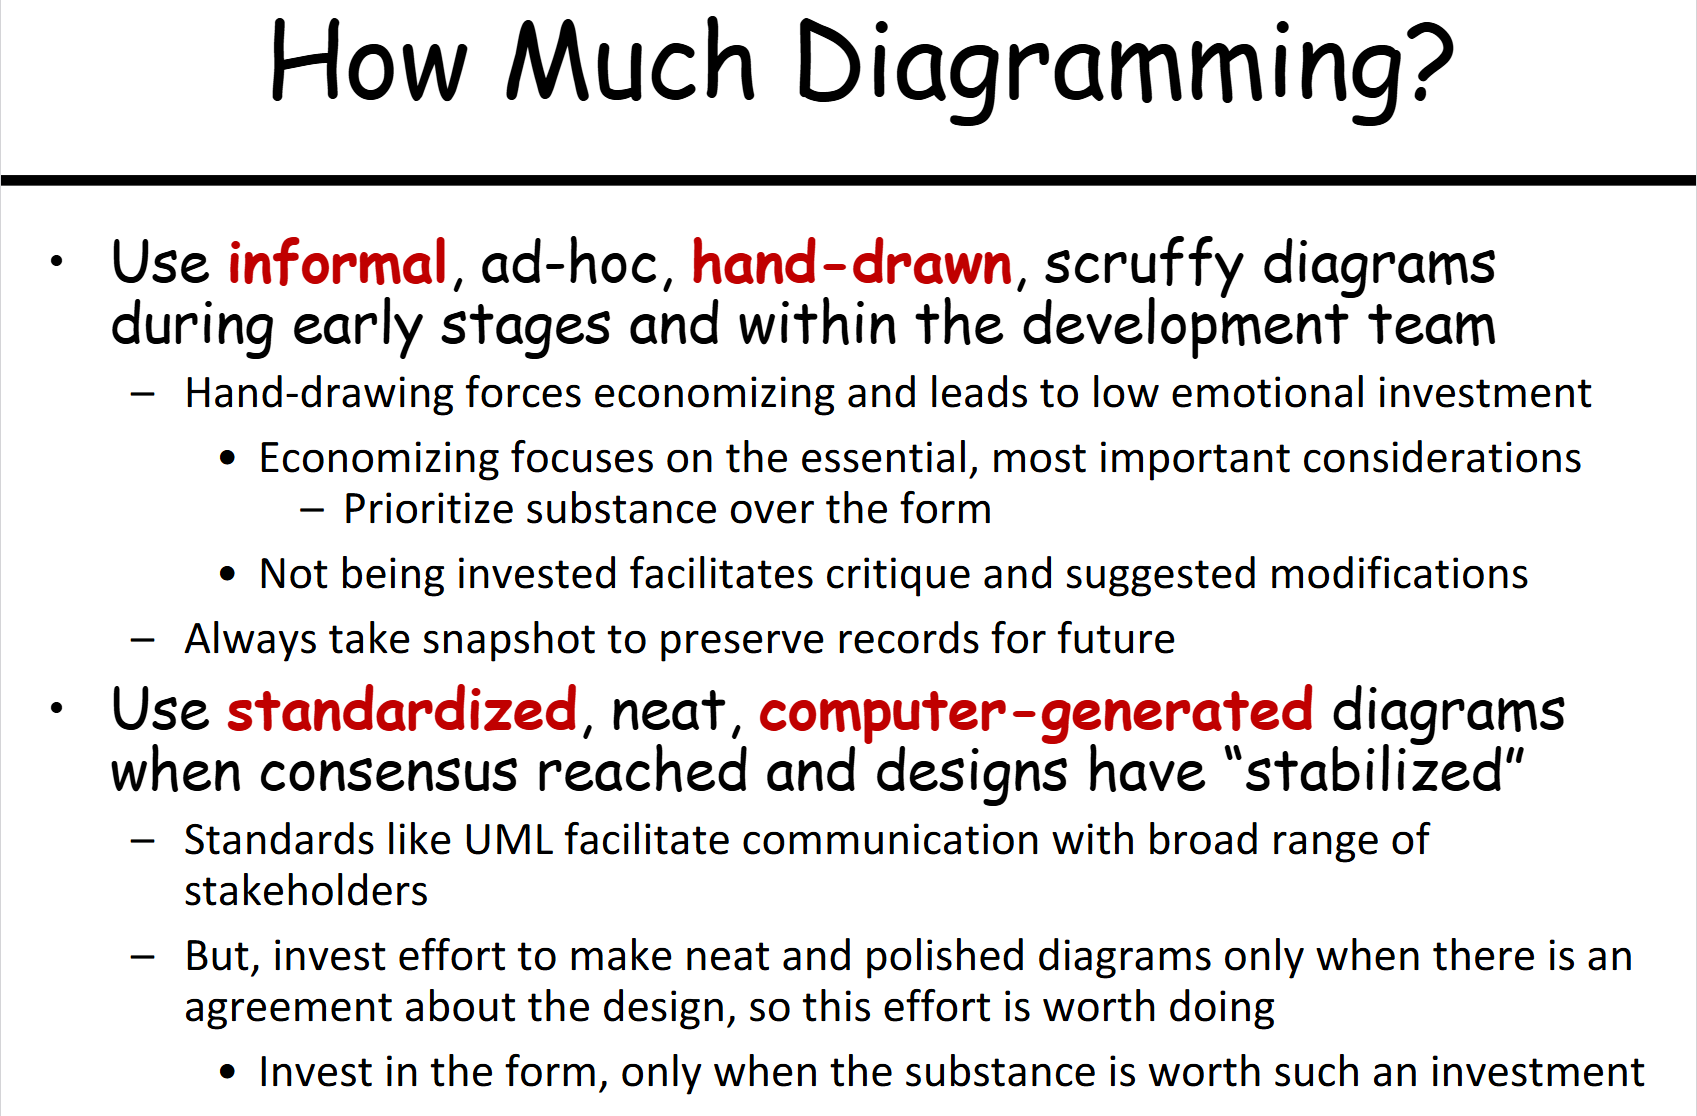 How Much Diagramming?
• Use informal, ad-hoc, hand-drawn, scruffy diagrams
during early stages and within the development team
– Hand-drawing forces economizing and leads to low emotional investment
• Economizing focuses on the essential, most important considerations
– Prioritize substance over the form
• Not being invested facilitates critique and suggested modifications
– Always take snapshot to preserve records for future
• Use standardized, neat, computer-generated diagrams
when consensus reached and designs have “stabilized”
– Standards like UML facilitate communication with broad range of
stakeholders
– But, invest effort to make neat and polished diagrams only when there is an
agreement about the design, so this effort is worth doing
• Invest in the form, only when the substance is worth such an investment